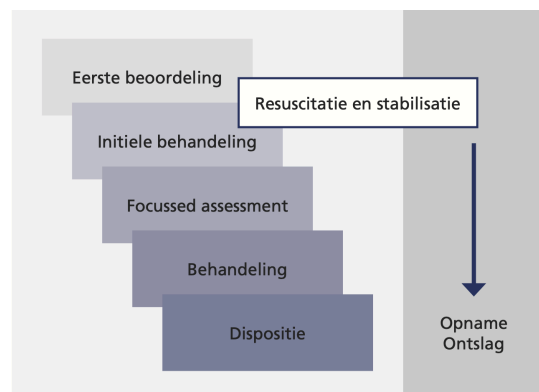 Eerste beoordeling
Resuscitatie en stabilisatie
Initiele behandeling
Focussed assessment
Behandeling
Dispositie
Opname
Ontslag